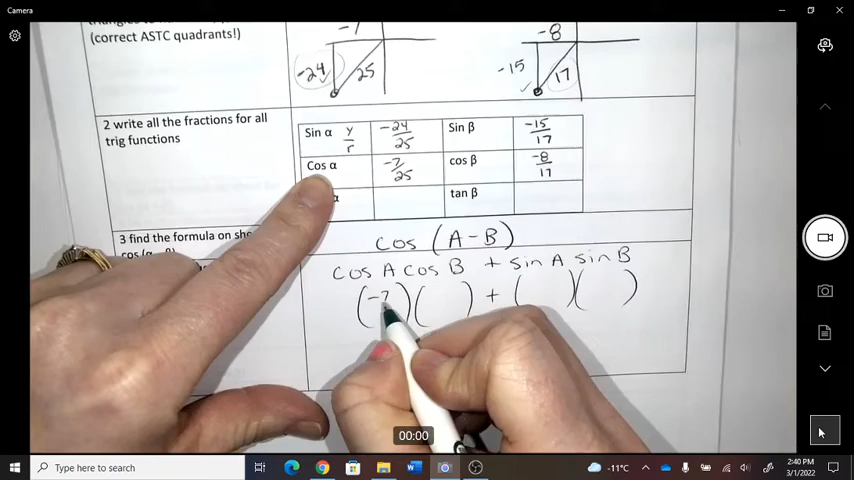 Camera
(correct ASTC quadrants!)
-7
-24
25
-8
-15
17
2 write all the fractions for all
trig functions
Sin α y/r -24/25 Sin β -15/17
Cos α -7/25 cos β -8/17
α tan β
3 find the formula on
cos (A - B)
cos A cos B + sin A sin B
(-7 )( ) + ( )( )
00:00
Type here to search
-11°C
2:40 PM
3/1/2022